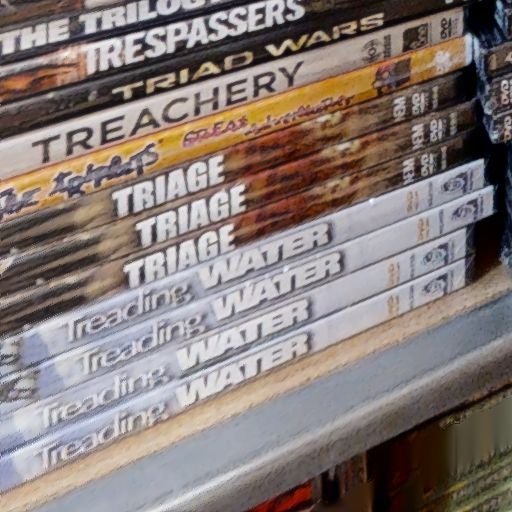 THE TRILOGY
TRESPASSERS
TRIAD WARS
TREACHERY
TRIAGE
TRIAGE
TRIAGE
Treading WATER
Treading WATER
Treading WATER
Treading WATER